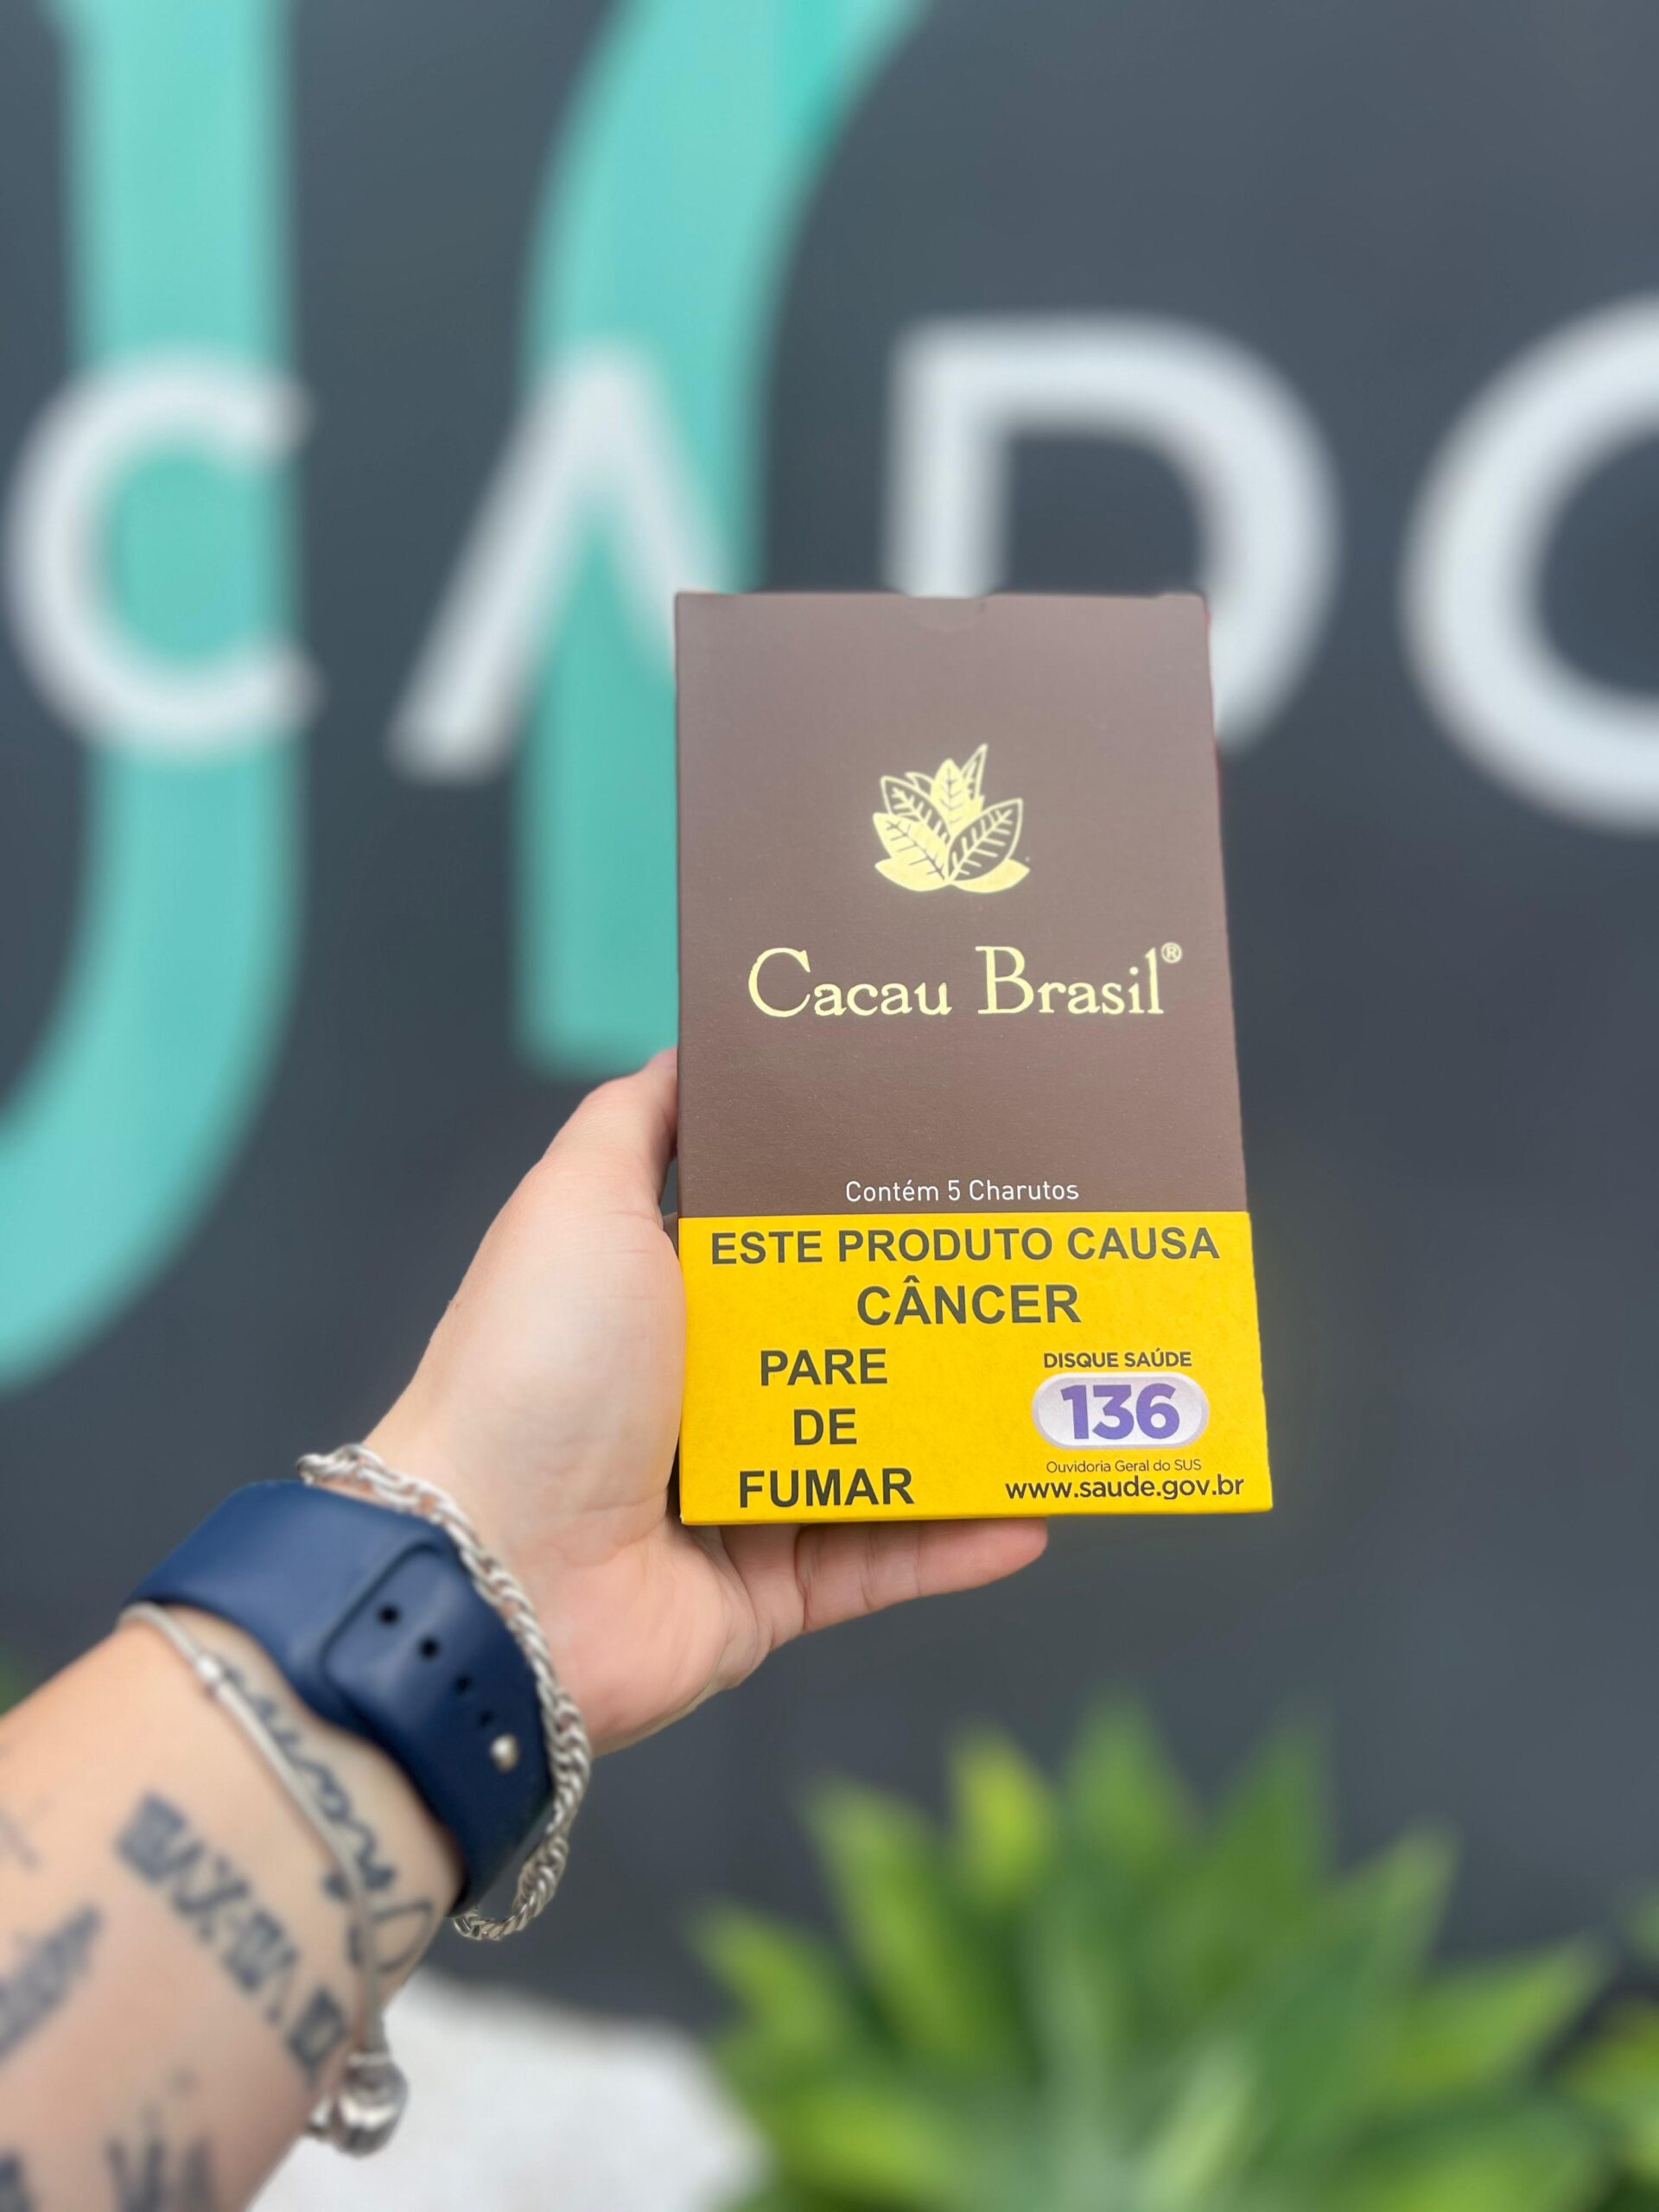 CADO
Cacau Brasil®
Contém 5 Charutos
ESTE PRODUTO CAUSA
CÂNCER
PARE
DE
FUMAR
DISQUE SAÚDE
136
Ouvidoria Geral do SUS
www.saude.gov.br